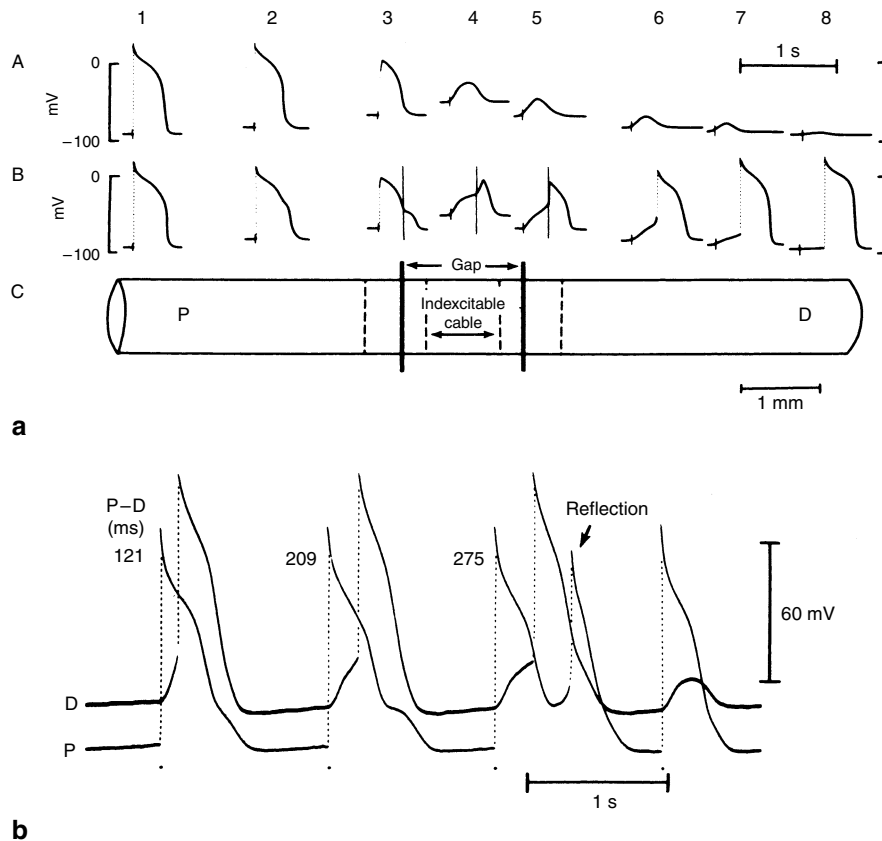 1 2 3 4 5 6 7 8
A
0
mV
−100
1 s
B
0
mV
−100
Gap
C
P
Indexcitable
cable
D
1 mm
a
P−D
(ms)
121
209
275
Reflection
60 mV
D
P
1 s
b